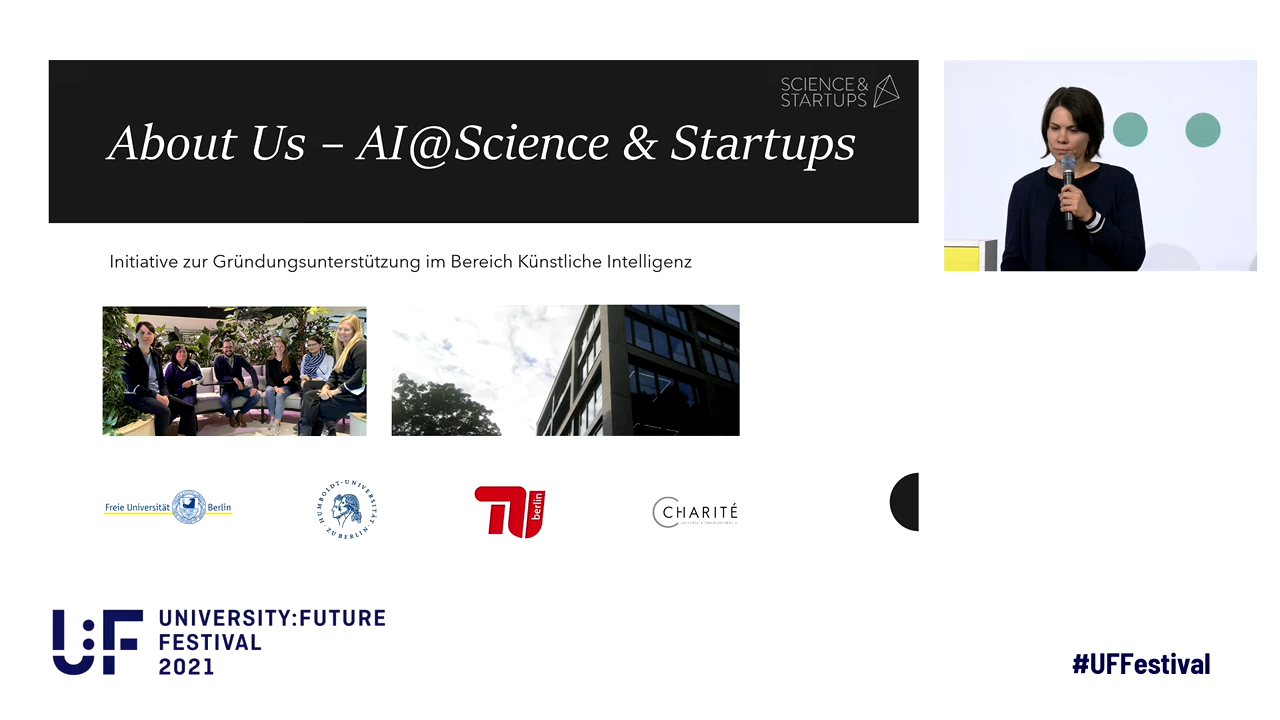 SCIENCE &
STARTUPS
About Us – AI@Science & Startups
Initiative zur Gründungsunterstützung im Bereich Künstliche Intelligenz
Freie Universität Berlin
HUMBOLDT-UNIVERSITÄT ZU BERLIN
TU berlin
CHARITÉ
U:F
UNIVERSITY:FUTURE
FESTIVAL
2021
#UFFestival